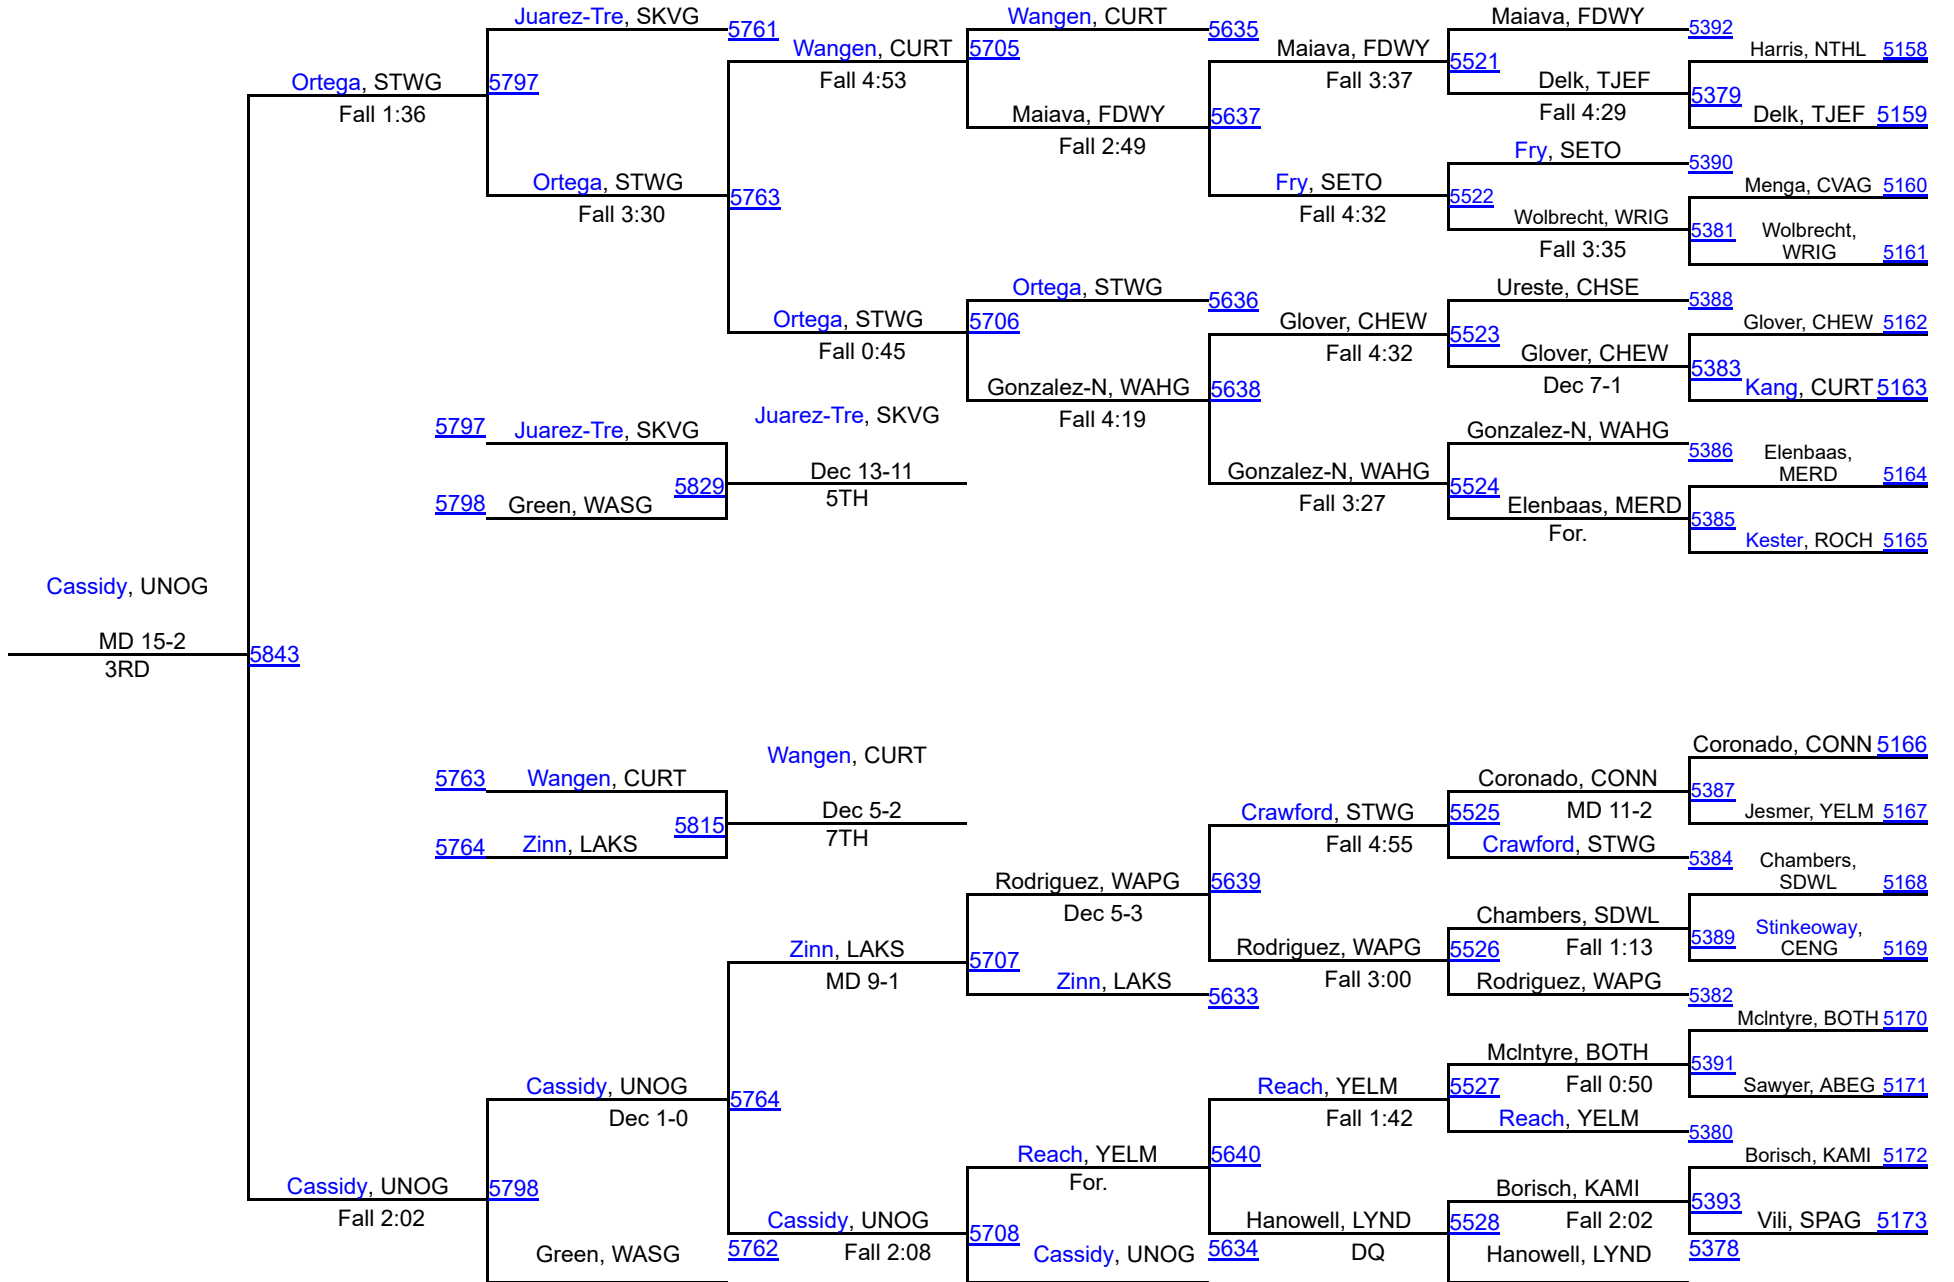 Juarez-Tre, SKVG
5761
Wangen, CURT
5635
Maiava, FDWY
5392
Harris, NTHL 5158
Wangen, CURT
5705
Maiava, FDWY
5521
Ortega, STWG
5797
Fall 4:53
Fall 3:37
Delk, TJEF
5379
Fall 1:36
Maiava, FDWY
5637
Fall 4:29
Delk, TJEF 5159
Fall 2:49
Fry, SETO
5390
Ortega, STWG
5763
Fry, SETO
5522
Menga, CVAG 5160
Fall 3:30
Fall 4:32
Wolbrecht, WRIG
5381
Wolbrecht,
WRIG 5161
Fall 3:35
Ortega, STWG
5636
Ureste, CHSE
5388
Ortega, STWG
5706
Glover, CHEW
5523
Glover, CHEW 5162
Fall 0:45
Fall 4:32
Glover, CHEW
5383
Gonzalez-N, WAHG
5638
Dec 7-1
Kang, CURT 5163
Fall 4:19
5797 Juarez-Tre, SKVG
Juarez-Tre, SKVG
Gonzalez-N, WAHG
5386
Elenbaas,
MERD 5164
5829
Dec 13-11
5TH
Gonzalez-N, WAHG
5524
5798 Green, WASG
Fall 3:27
Elenbaas, MERD
5385
For.
Kester, ROCH 5165
Cassidy, UNOG
MD 15-2
5843
3RD
Wangen, CURT
Coronado, CONN 5166
5763 Wangen, CURT
Coronado, CONN
5387
5815
Dec 5-2
7TH
Crawford, STWG
5525
MD 11-2
Jesmer, YELM 5167
5764 Zinn, LAKS
Fall 4:55
Crawford, STWG
5384
Chambers,
SDWL 5168
Rodriguez, WAPG
5639
Dec 5-3
Chambers, SDWL
5389
Stinkeoway,
CENG 5169
Zinn, LAKS
5707
Rodriguez, WAPG
5526
Fall 1:13
MD 9-1
Zinn, LAKS
5633
Fall 3:00
Rodriguez, WAPG
5382
McIntyre, BOTH 5170
McIntyre, BOTH
5391
Cassidy, UNOG
5764
Reach, YELM
5527
Fall 0:50
Sawyer, ABEG 5171
Dec 1-0
Fall 1:42
Reach, YELM
5380
Reach, YELM
5640
Borisch, KAMI 5172
For.
Cassidy, UNOG
5798
Borisch, KAMI
5393
Fall 2:02
Cassidy, UNOG
5708
Hanowell, LYND
5528
Fall 2:02
Vili, SPAG 5173
Green, WASG
5762
Fall 2:08
Cassidy, UNOG
5634
DQ
Hanowell, LYND
5378